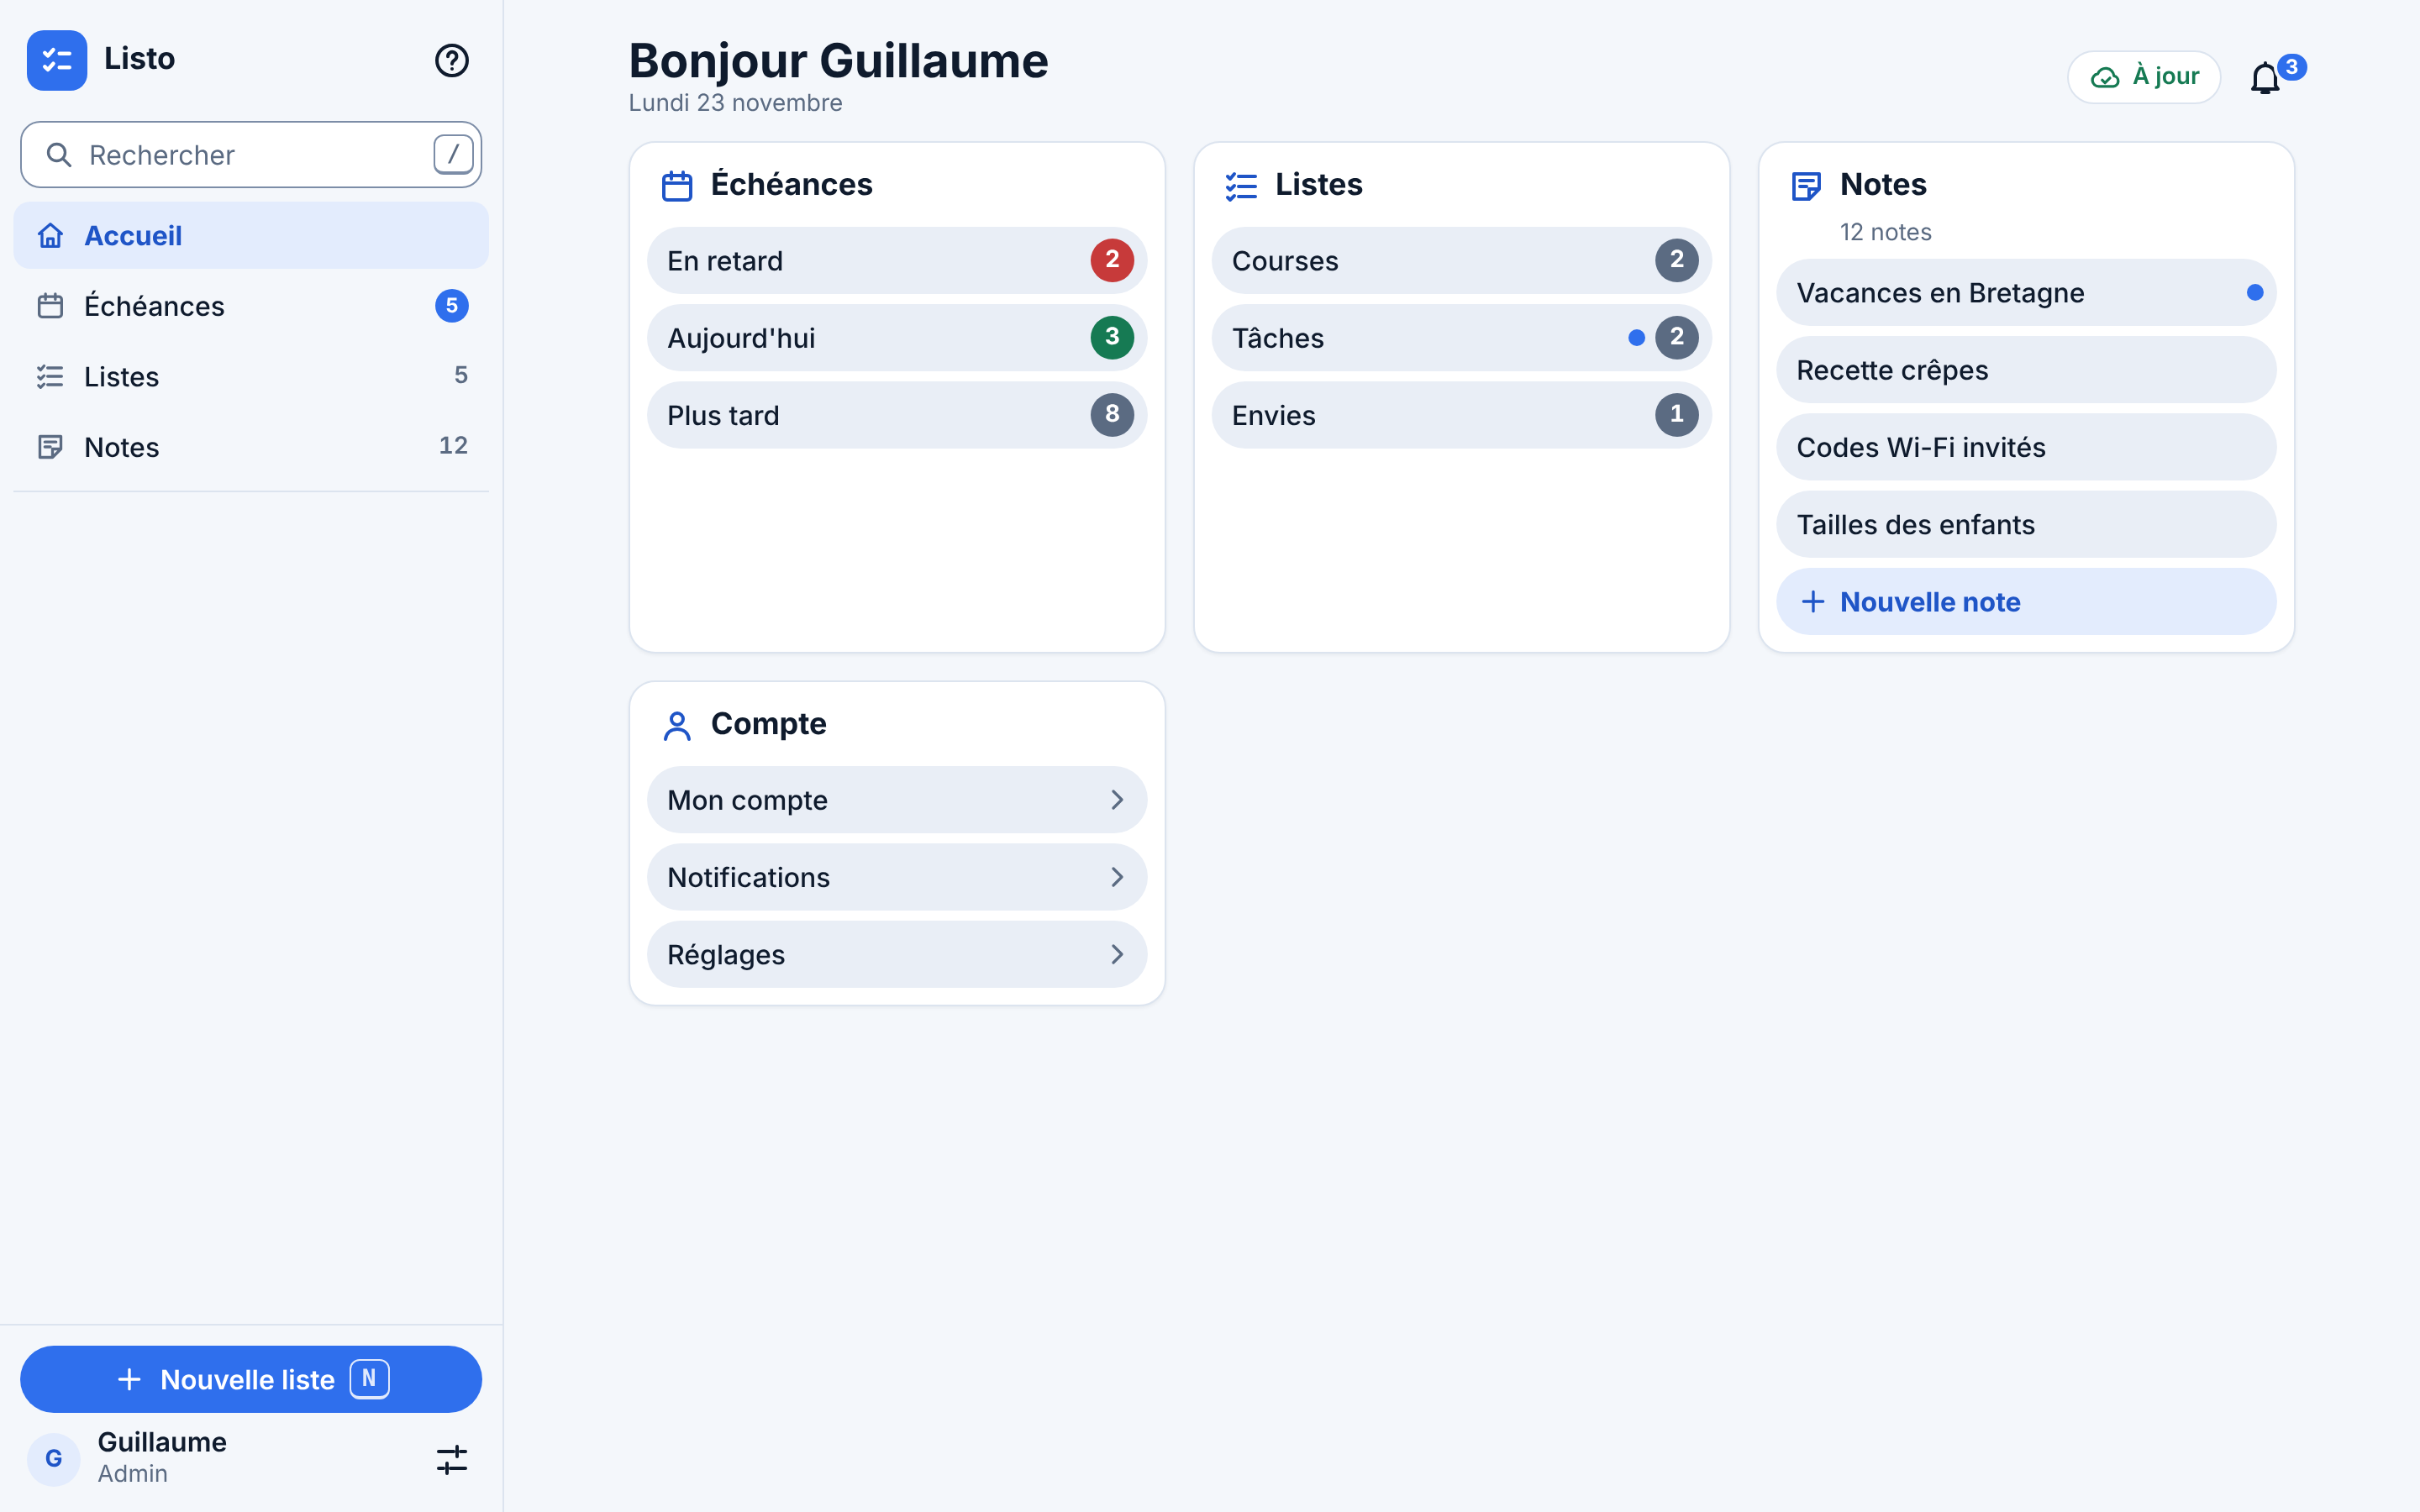 Listo
Rechercher /
Accueil
Échéances 5
Listes 5
Notes 12
Nouvelle liste N
G Guillaume
Admin
Bonjour Guillaume
Lundi 23 novembre
À jour
3
Échéances
En retard 2
Aujourd'hui 3
Plus tard 8
Listes
Courses 2
Tâches 2
Envies 1
Notes
12 notes
Vacances en Bretagne
Recette crêpes
Codes Wi-Fi invités
Tailles des enfants
Nouvelle note
Compte
Mon compte
Notifications
Réglages